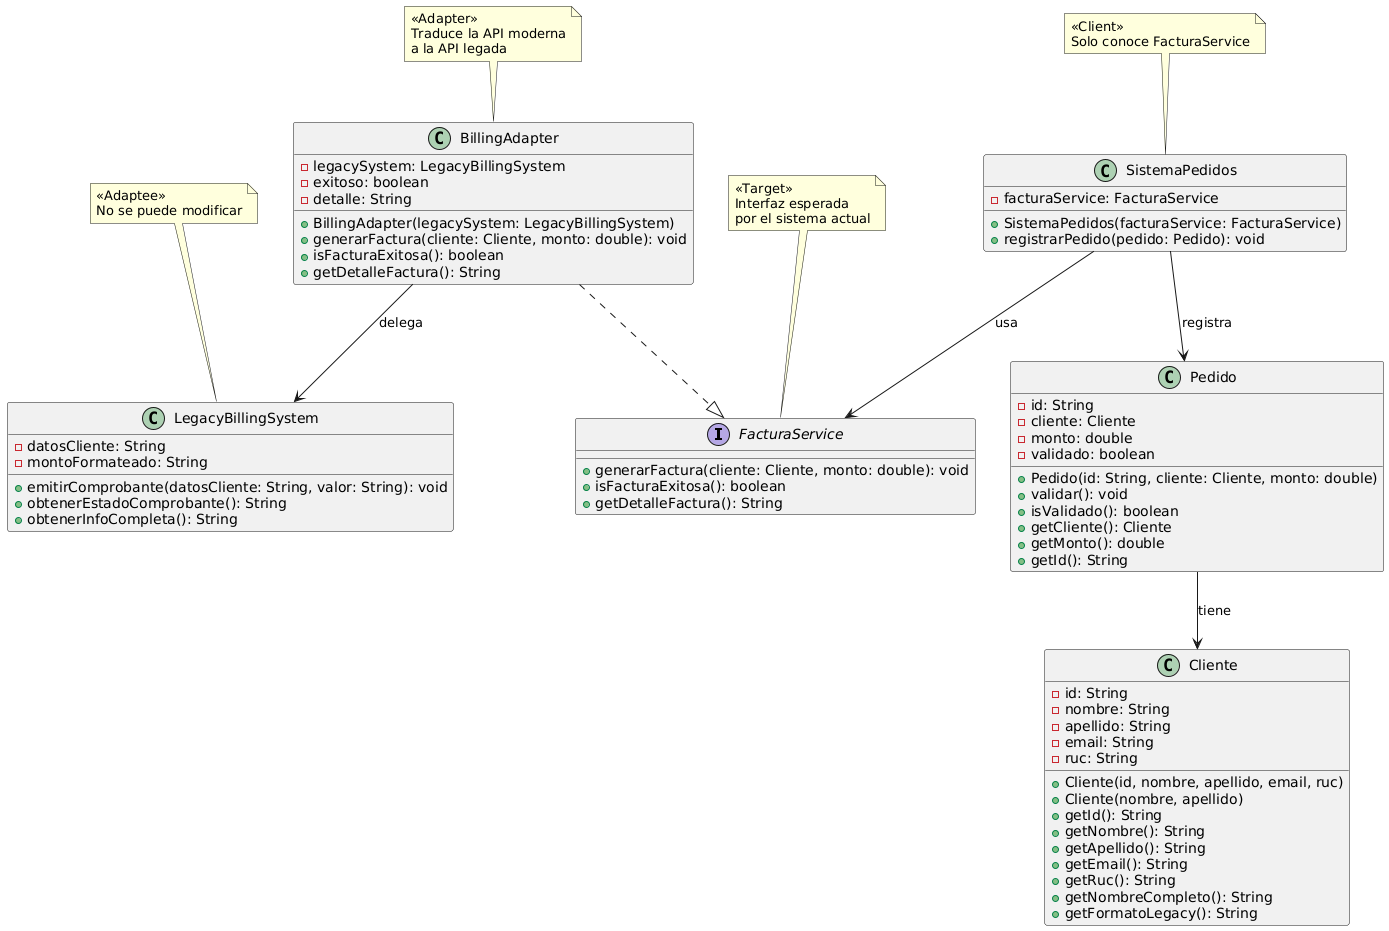 «Adapter»
Traduce la API moderna
a la API legada
«Client»
Solo conoce FacturaService
C BillingAdapter
legacySystem: LegacyBillingSystem
exitoso: boolean
detalle: String
BillingAdapter(legacySystem: LegacyBillingSystem)
generarFactura(cliente: Cliente, monto: double): void
isFacturaExitosa(): boolean
getDetalleFactura(): String
C SistemaPedidos
facturaService: FacturaService
SistemaPedidos(facturaService: FacturaService)
registrarPedido(pedido: Pedido): void
«Adaptee»
No se puede modificar
«Target»
Interfaz esperada
por el sistema actual
delega
usa
registra
C LegacyBillingSystem
datosCliente: String
montoFormateado: String
emitirComprobante(datosCliente: String, valor: String): void
obtenerEstadoComprobante(): String
obtenerInfoCompleta(): String
I FacturaService
generarFactura(cliente: Cliente, monto: double): void
isFacturaExitosa(): boolean
getDetalleFactura(): String
C Pedido
id: String
cliente: Cliente
monto: double
validado: boolean
Pedido(id: String, cliente: Cliente, monto: double)
validar(): void
isValidado(): boolean
getCliente(): Cliente
getMonto(): double
getId(): String
tiene
C Cliente
id: String
nombre: String
apellido: String
email: String
ruc: String
Cliente(id, nombre, apellido, email, ruc)
Cliente(nombre, apellido)
getId(): String
getNombre(): String
getApellido(): String
getEmail(): String
getRuc(): String
getNombreCompleto(): String
getFormatoLegacy(): String